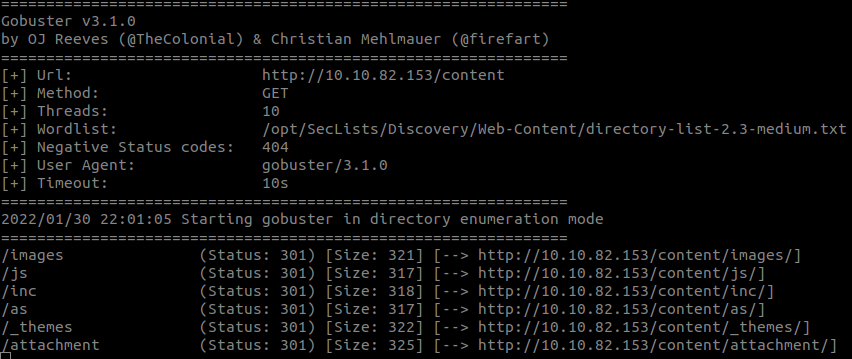 ===============================================================
Gobuster v3.1.0
by OJ Reeves (@TheColonial) & Christian Mehlmauer (@firefart)
===============================================================
[+] Url:                     http://10.10.82.153/content
[+] Method:                  GET
[+] Threads:                 10
[+] Wordlist:                /opt/SecLists/Discovery/Web-Content/directory-list-2.3-medium.txt
[+] Negative Status codes:   404
[+] User Agent:              gobuster/3.1.0
[+] Timeout:                 10s
===============================================================
2022/01/30 22:01:05 Starting gobuster in directory enumeration mode
===============================================================
/images               (Status: 301) [Size: 321] [--> http://10.10.82.153/content/images/]
/js                   (Status: 301) [Size: 317] [--> http://10.10.82.153/content/js/]
/inc                  (Status: 301) [Size: 318] [--> http://10.10.82.153/content/inc/]
/as                   (Status: 301) [Size: 317] [--> http://10.10.82.153/content/as/]
/_themes              (Status: 301) [Size: 322] [--> http://10.10.82.153/content/_themes/]
/attachment           (Status: 301) [Size: 325] [--> http://10.10.82.153/content/attachment/]